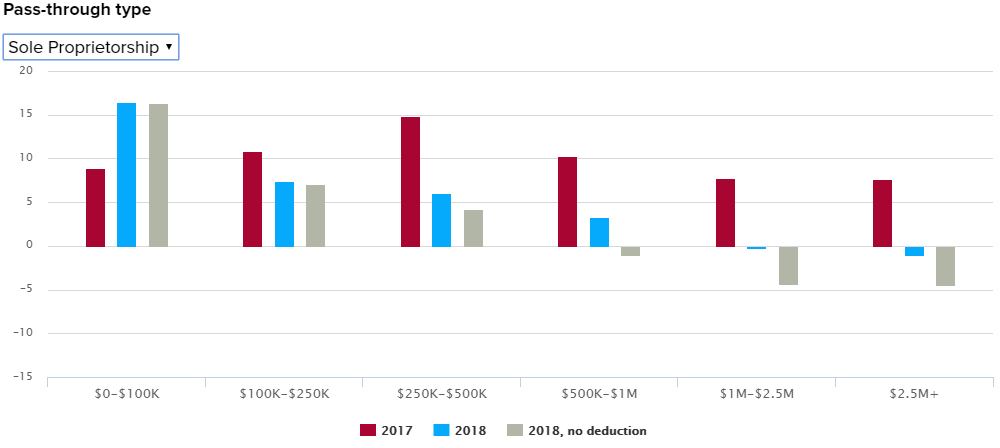 Pass-through type
Sole Proprietorship ▾
20
15
10
5
0
−5
−10
−15
$0–$100K $100K–$250K $250K–$500K $500K–$1M $1M–$2.5M $2.5M+
2017 2018 2018, no deduction